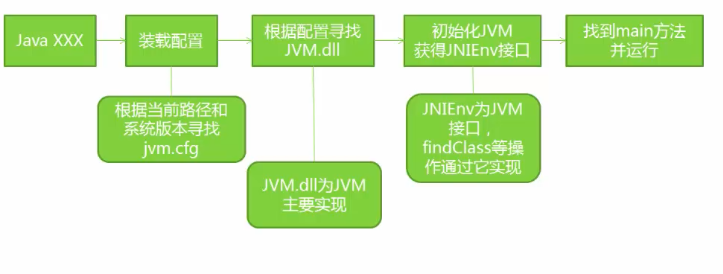 Java XXX
装载配置
根据配置寻找
JVM.dll
初始化JVM
获得JNIEnv接口
找到main方法
并运行
根据当前路径和
系统版本寻找
jvm.cfg
JVM.dll为JVM
主要实现
JNIEnv为JVM
接口，
findClass等操
作通过它实现